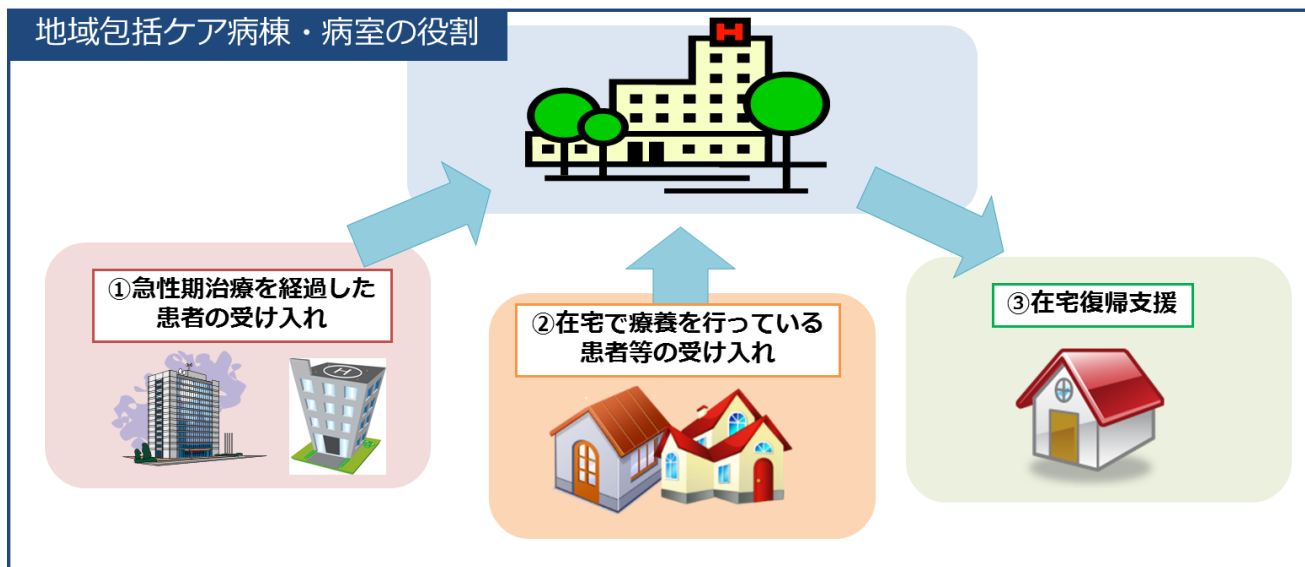 地域包括ケア病棟・病室の役割
H
①急性期治療を経過した
患者の受け入れ
H
②在宅で療養を行っている
患者等の受け入れ
③在宅復帰支援